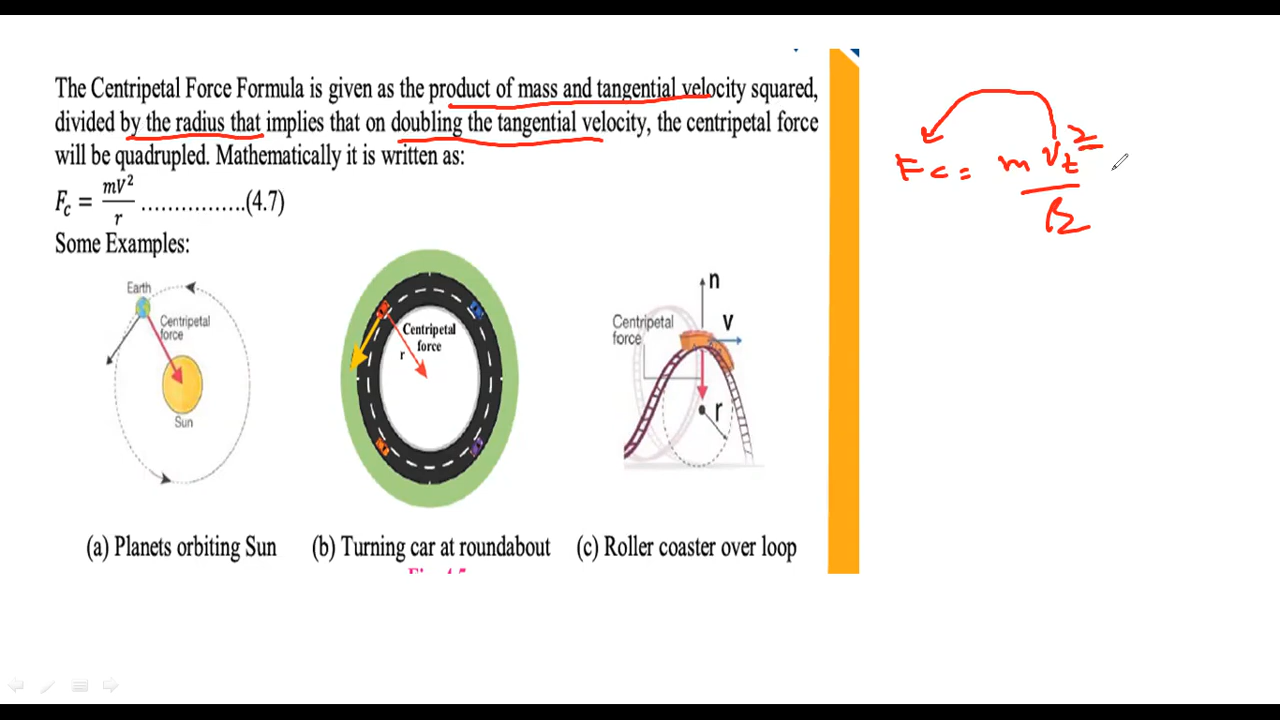 The Centripetal Force Formula is given as the product of mass and tangential velocity squared,
divided by the radius that implies that on doubling the tangential velocity, the centripetal force
will be quadrupled. Mathematically it is written as:
F_c = mV²/r ................(4.7)
Some Examples:
Fc = m Vt²
Earth
Centripetal
force
Sun
Centripetal
force
r
n
Centripetal
force
V
r
(a) Planets orbiting Sun
(b) Turning car at roundabout
(c) Roller coaster over loop